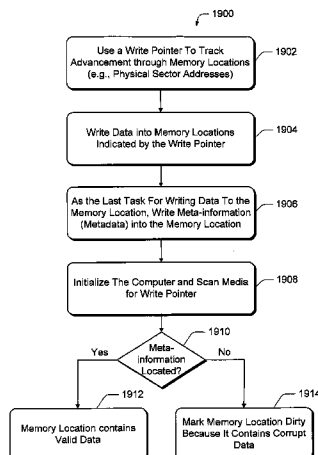 1900
Use a Write Pointer To Track
Advancement through Memory Locations
(e.g., Physical Sector Addresses)
1902
Write Data into Memory Locations
Indicated by the Write Pointer
1904
As the Last Task For Writing Data To the
Memory Location, Write Meta-information
(Metadata) into the Memory Location
1906
Initialize The Computer and Scan Media
for Write Pointer
1908
1910
Meta-
information
Located?
Yes
No
1912
1914
Memory Location contains
Valid Data
Mark Memory Location Dirty
Because It Contains Corrupt
Data